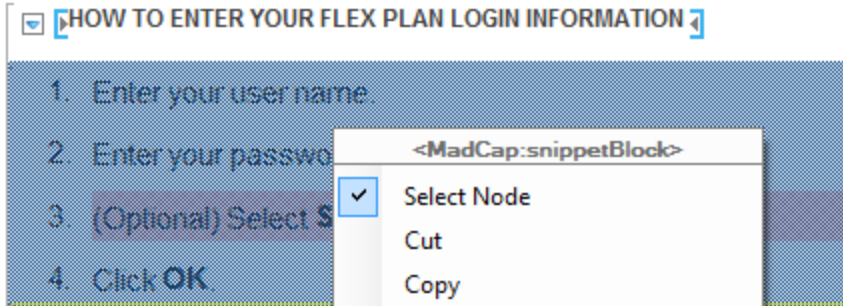 HOW TO ENTER YOUR FLEX PLAN LOGIN INFORMATION
1. Enter your user name.
2. Enter your passwo
<MadCap:snippetBlock>
3. (Optional) Select S
Select Node
Cut
4. Click OK.
Copy